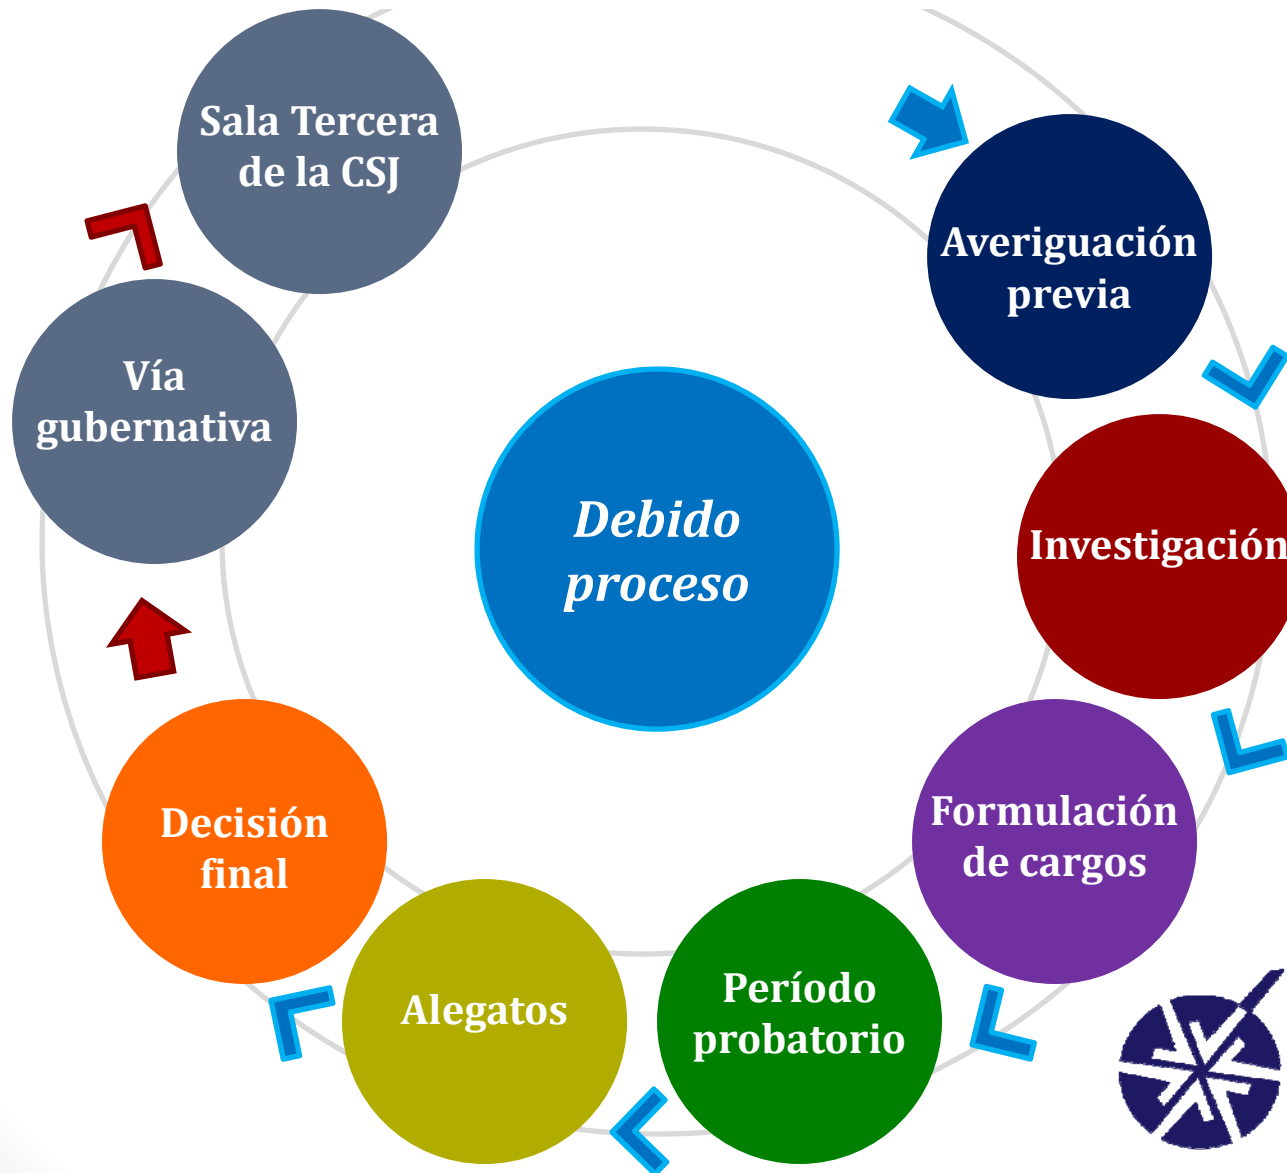 Averiguación
previa
Investigación
Formulación
de cargos
Período
probatorio
Alegatos
Decisión
final
Vía
gubernativa
Sala Tercera
de la CSJ
Debido
proceso